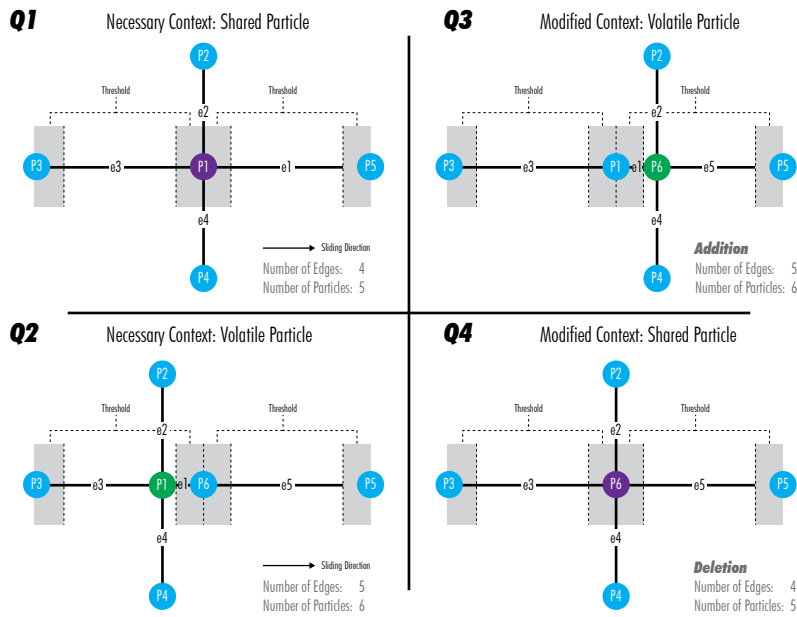 Q1 Necessary Context: Shared Particle
P2
Threshold Threshold
e2
P3 e3 P1 e1 P5
e4
Sliding Direction
Number of Edges: 4
Number of Particles: 5
P4
Q3 Modified Context: Volatile Particle
P2
Threshold Threshold
e2
P3 e3 P1 e1 P6 e5 P5
e4
Addition
Number of Edges: 5
Number of Particles: 6
P4
Q2 Necessary Context: Volatile Particle
P2
Threshold Threshold
e2
P3 e3 P1 e1 P6 e5 P5
e4
Sliding Direction
Number of Edges: 5
Number of Particles: 6
P4
Q4 Modified Context: Shared Particle
P2
Threshold Threshold
e2
P3 e3 P6 e5 P5
e4
Deletion
Number of Edges: 4
Number of Particles: 5
P4